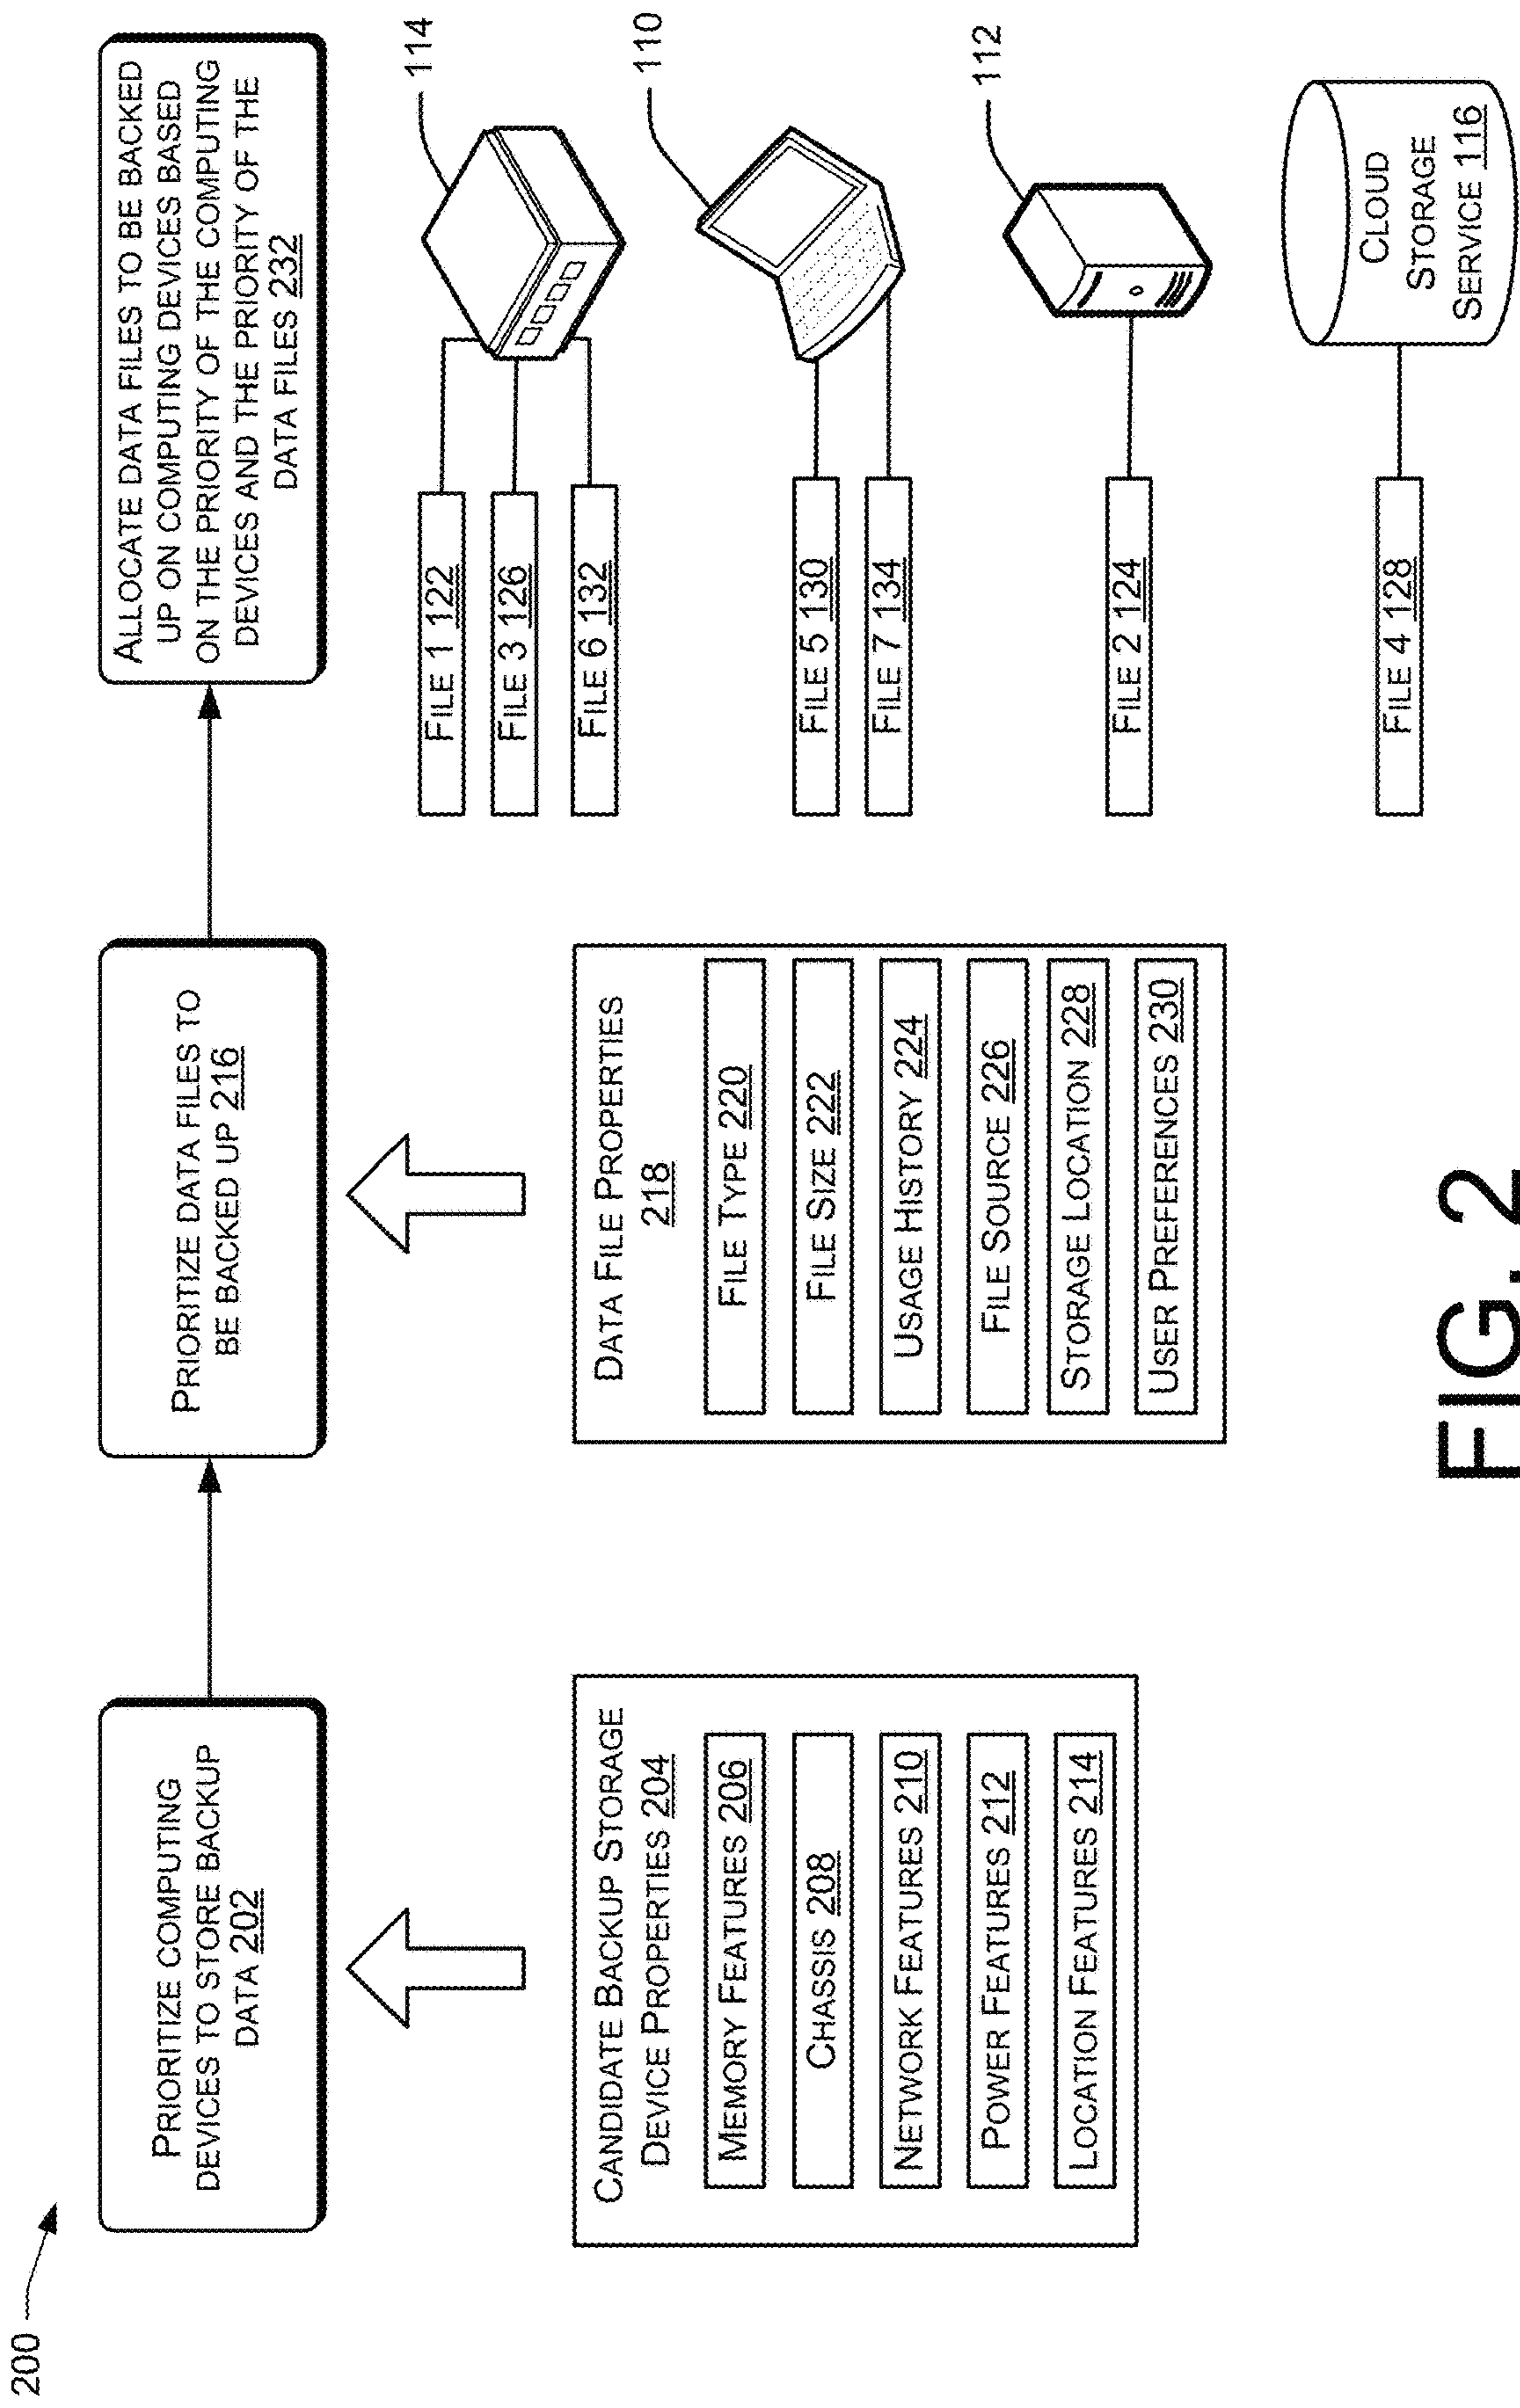 200
PRIORITIZE COMPUTING
DEVICES TO STORE BACKUP
DATA 202
PRIORITIZE DATA FILES TO
BE BACKED UP 216
ALLOCATE DATA FILES TO BE BACKED
UP ON COMPUTING DEVICES BASED
ON THE PRIORITY OF THE COMPUTING
DEVICES AND THE PRIORITY OF THE
DATA FILES 232
CANDIDATE BACKUP STORAGE
DEVICE PROPERTIES 204
MEMORY FEATURES 206
CHASSIS 208
NETWORK FEATURES 210
POWER FEATURES 212
LOCATION FEATURES 214
DATA FILE PROPERTIES
218
FILE TYPE 220
FILE SIZE 222
USAGE HISTORY 224
FILE SOURCE 226
STORAGE LOCATION 228
USER PREFERENCES 230
FILE 1 122
FILE 3 126
FILE 6 132
114
FILE 5 130
FILE 7 134
110
FILE 2 124
112
FILE 4 128
CLOUD
STORAGE
SERVICE 116
FIG. 2